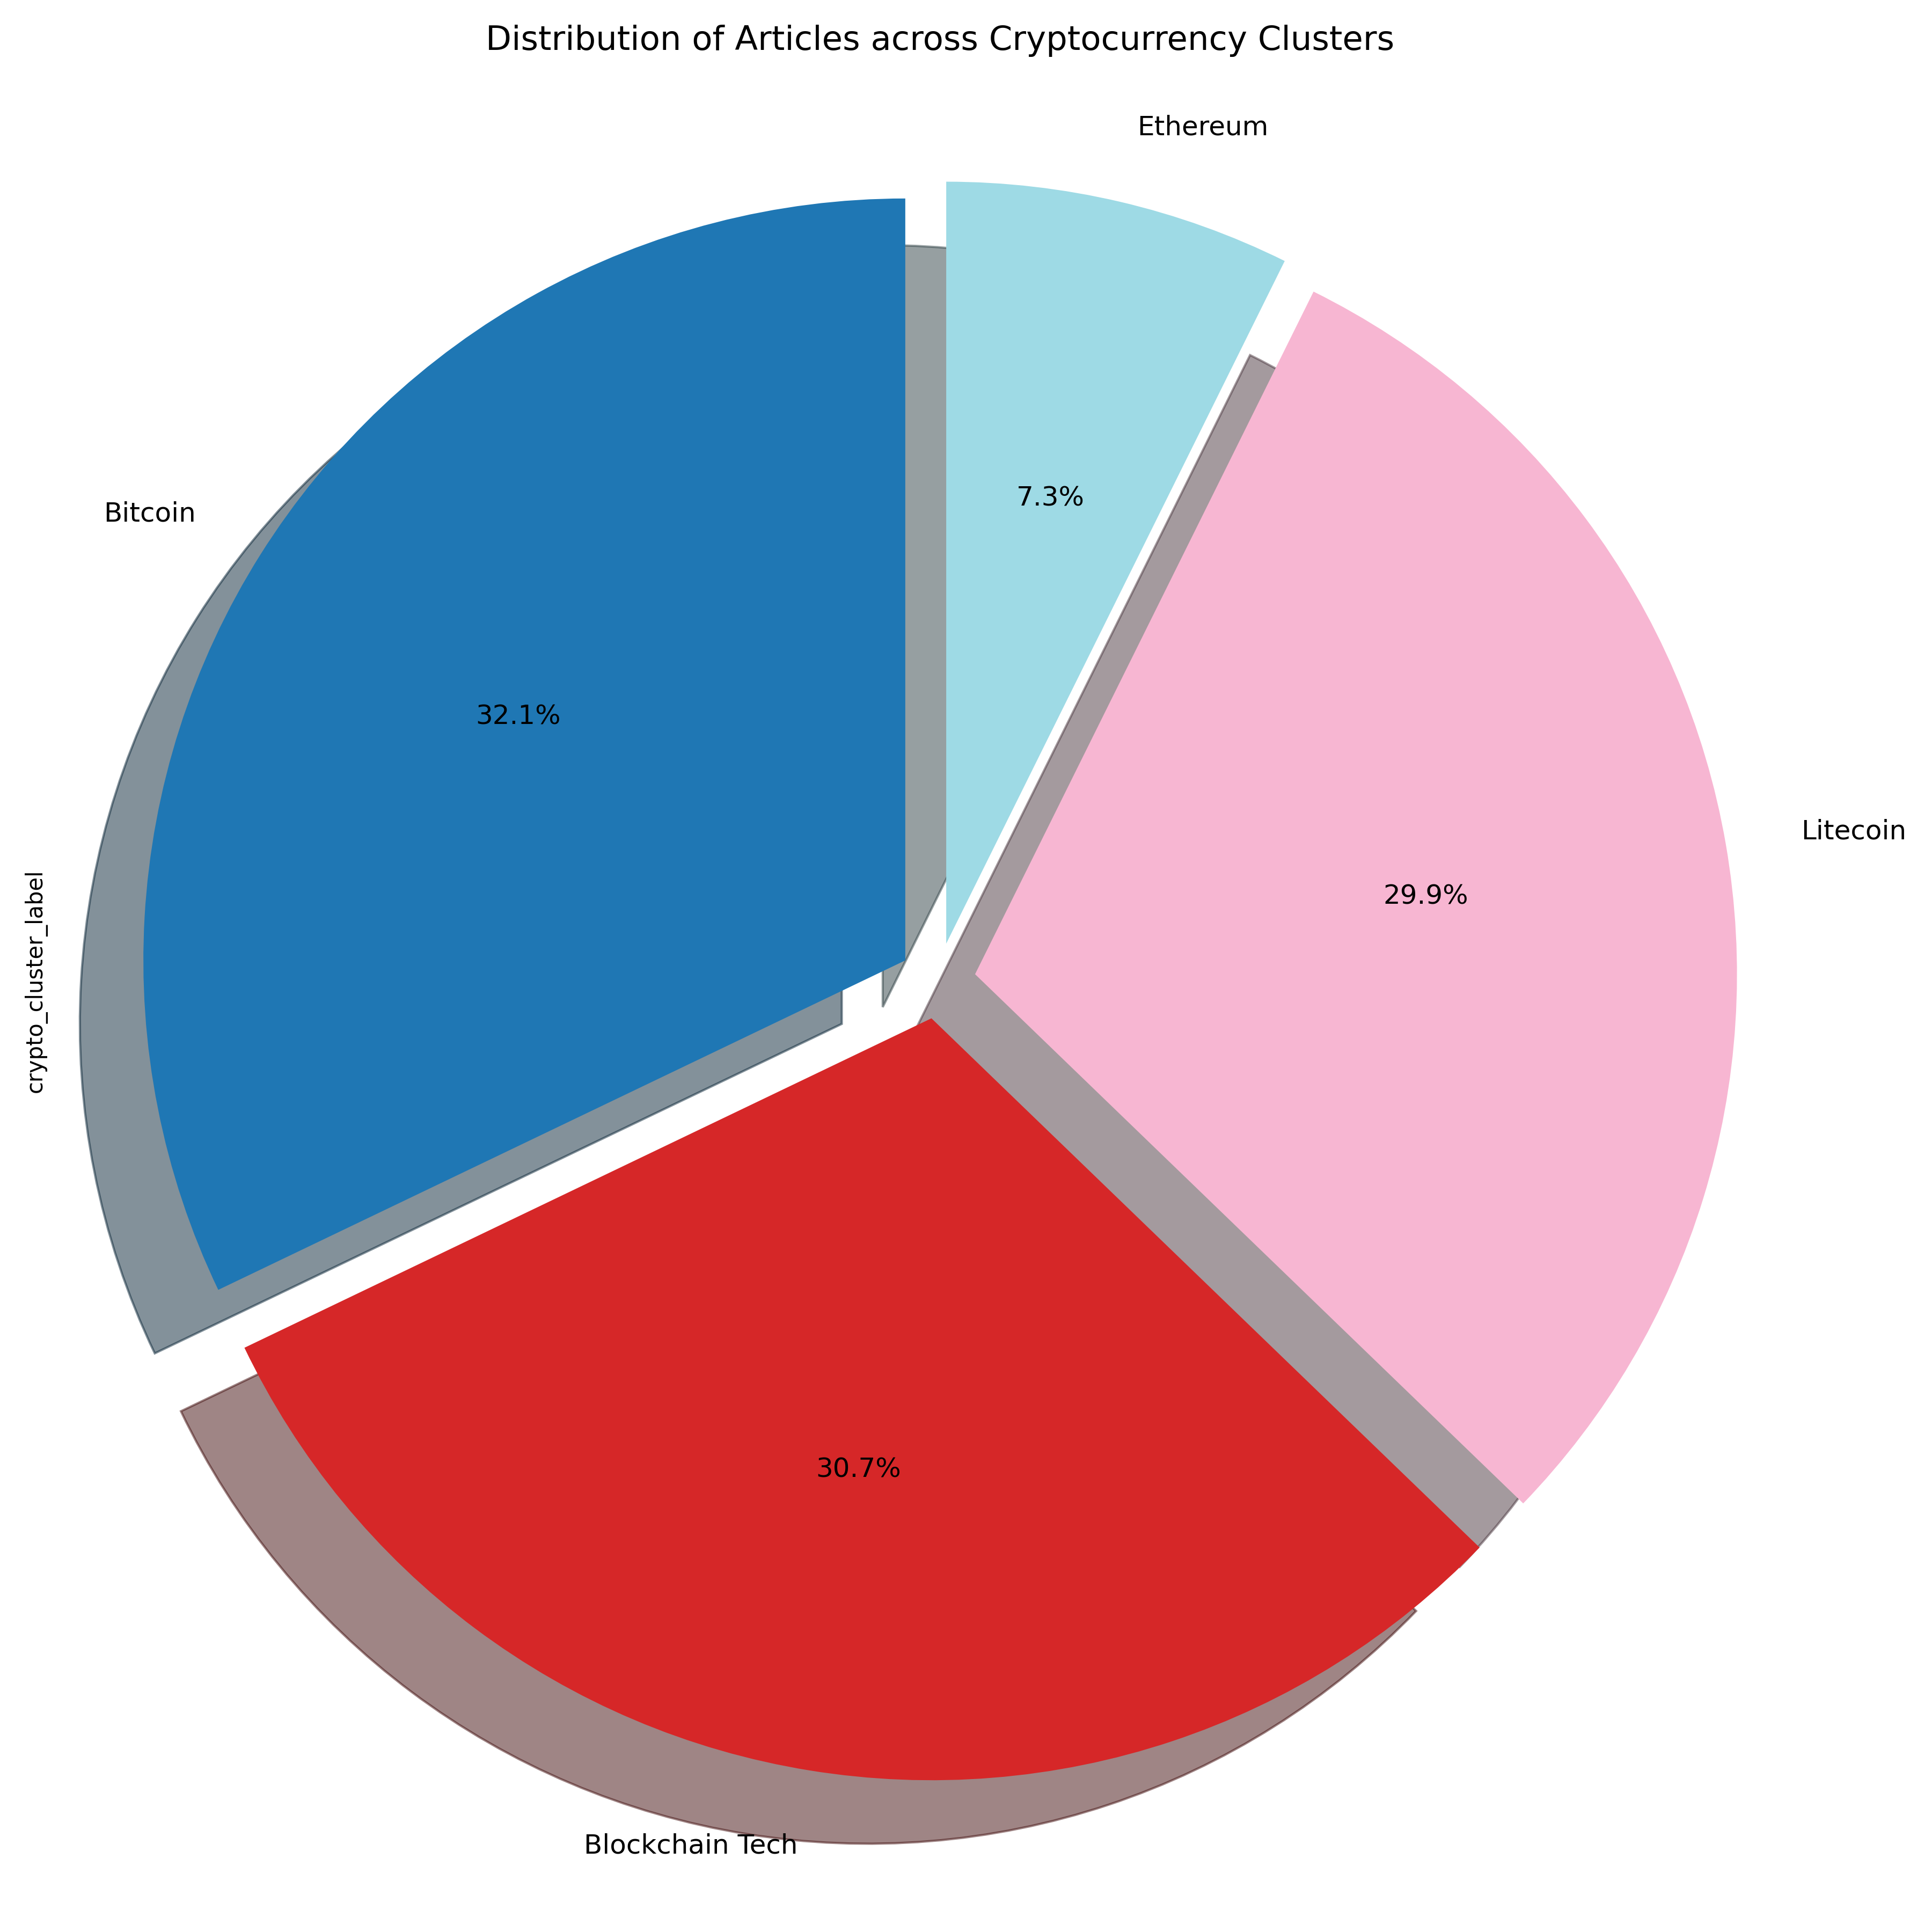 Distribution of Articles across Cryptocurrency Clusters
Ethereum
7.3%
Bitcoin
32.1%
Litecoin
29.9%
crypto_cluster_label
30.7%
Blockchain Tech